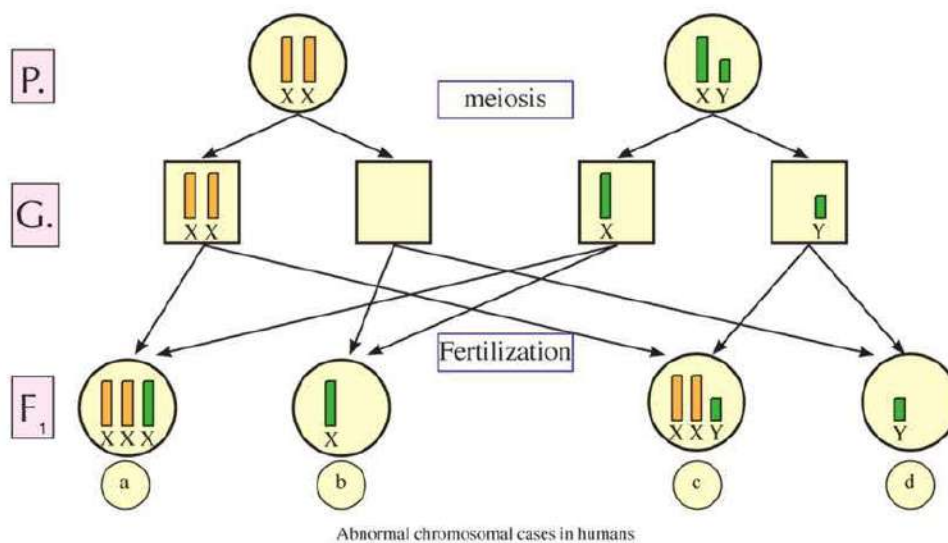 P.
X X
meiosis
X Y
G.
X X
X
Y
Fertilization
F1
X X X
X
X X Y
Y
a
b
c
d
Abnormal chromosomal cases in humans